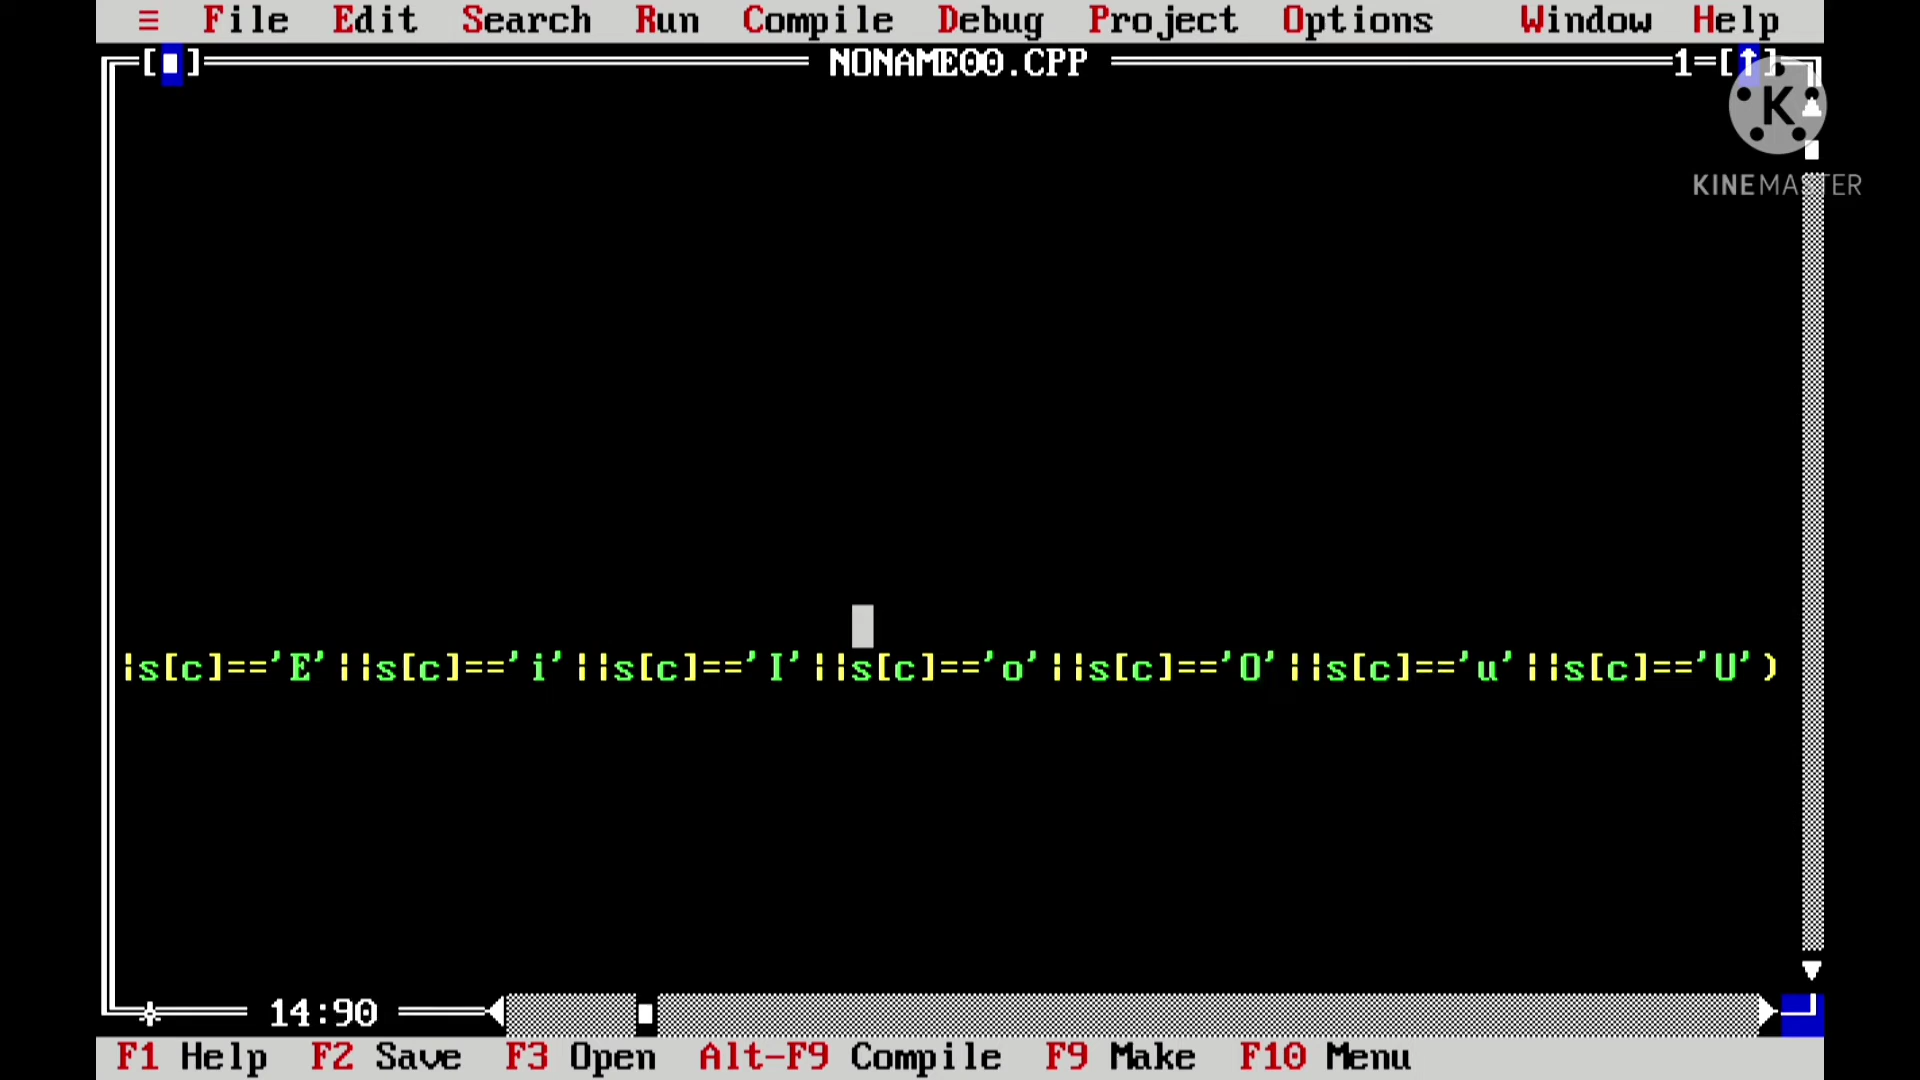 ≡ File Edit Search Run Compile Debug Project Options Window Help
[■] NONAME00.CPP 1=[↑]
K
KINEMASTER
|s[c]=='E'||s[c]=='i'||s[c]=='I'||s[c]=='o'||s[c]=='O'||s[c]=='u'||s[c]=='U')
14:90
F1 Help F2 Save F3 Open Alt-F9 Compile F9 Make F10 Menu